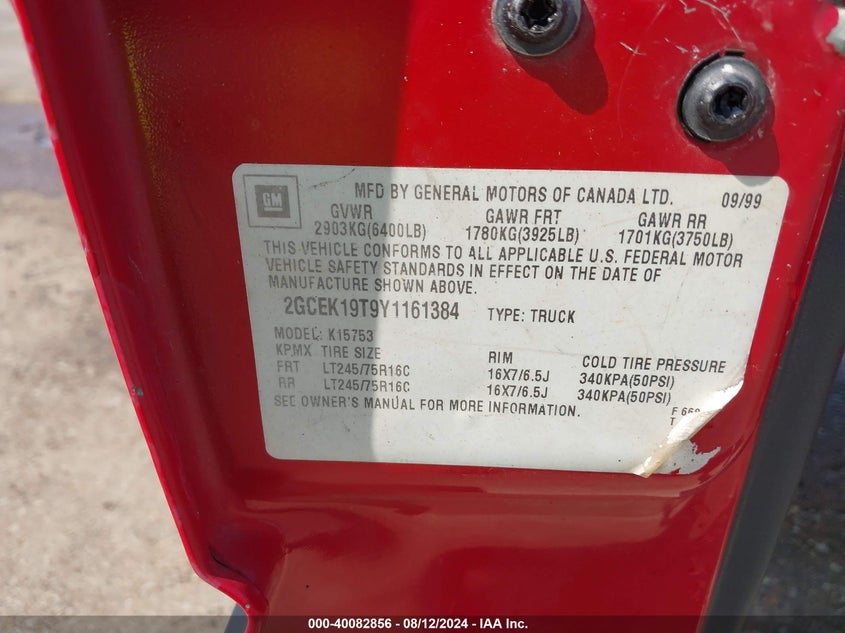 GM
MFD BY GENERAL MOTORS OF CANADA LTD. 09/99
GVWR GAWR FRT GAWR RR
2903KG(6400LB) 1780KG(3925LB) 1701KG(3750LB)
THIS VEHICLE CONFORMS TO ALL APPLICABLE U.S. FEDERAL MOTOR
VEHICLE SAFETY STANDARDS IN EFFECT ON THE DATE OF
MANUFACTURE SHOWN ABOVE.
2GCEK19T9Y1161384 TYPE: TRUCK
MODEL: K15753
KPMX TIRE SIZE RIM COLD TIRE PRESSURE
FRT LT245/75R16C 16X7/6.5J 340KPA(50PSI)
RR LT245/75R16C 16X7/6.5J 340KPA(50PSI)
SEE OWNER'S MANUAL FOR MORE INFORMATION.
F
T
000-40082856 - 08/12/2024 - IAA Inc.